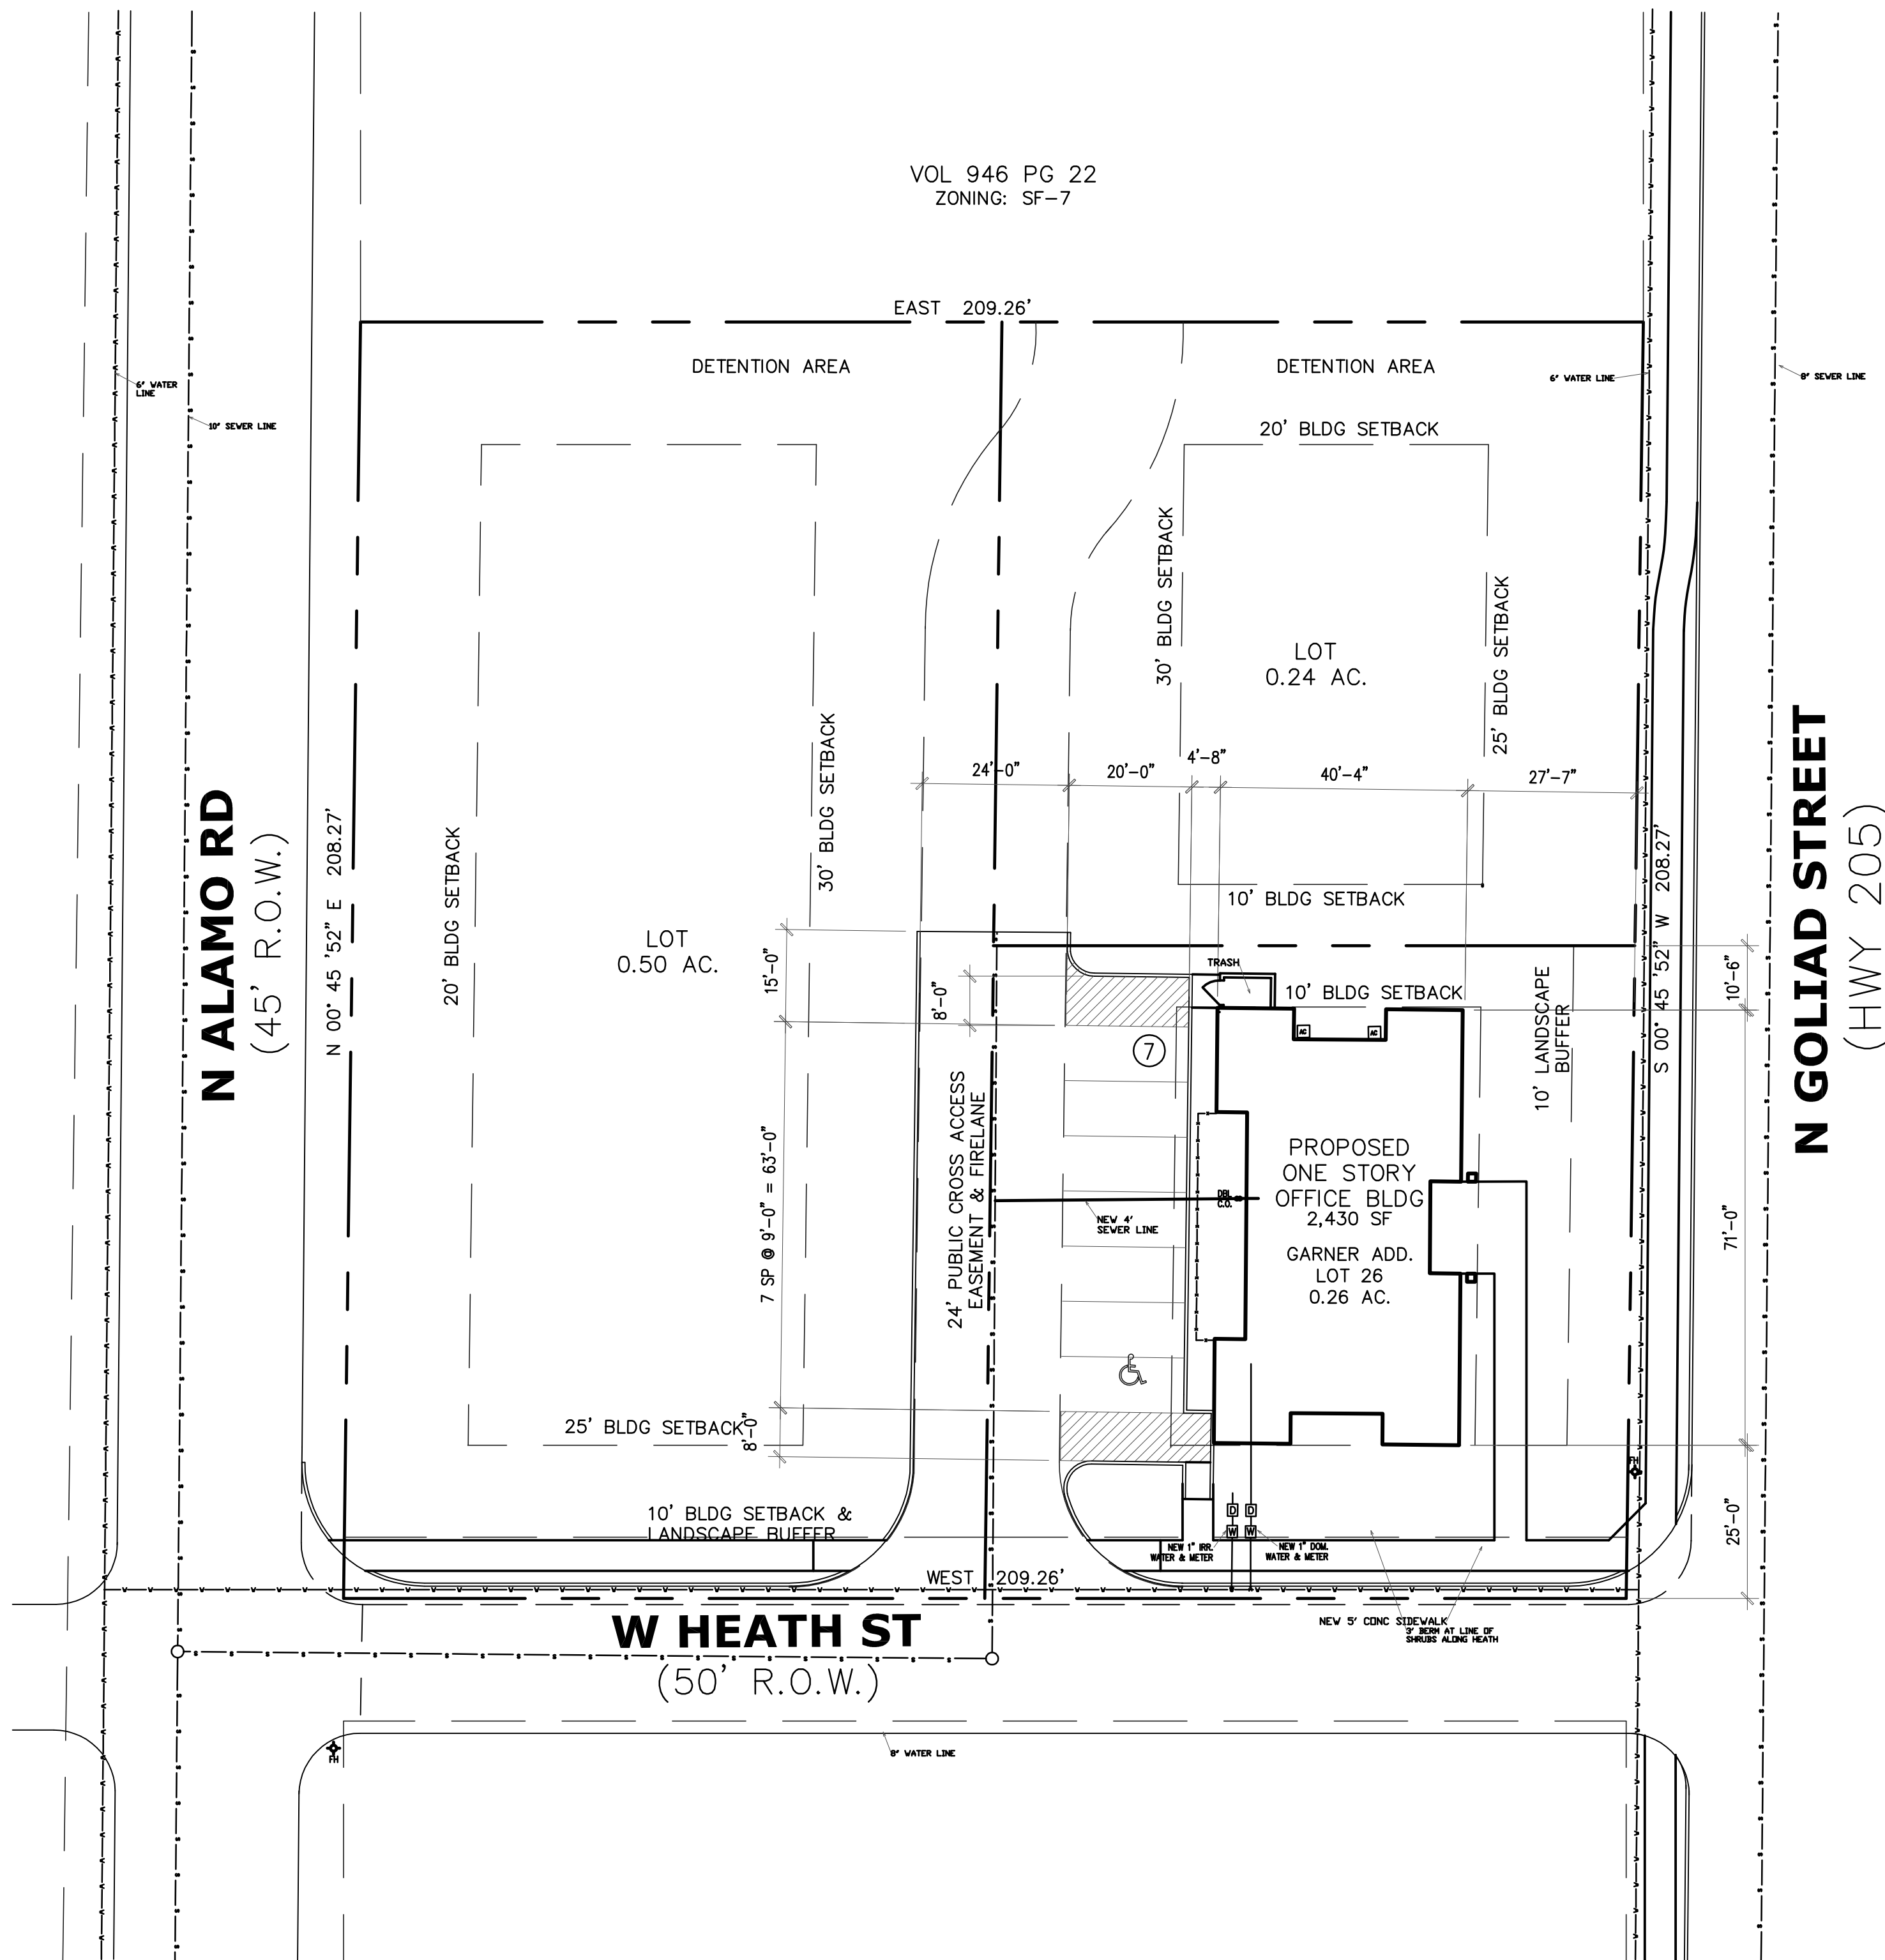 VOL 946 PG 22
ZONING: SF-7
EAST 209.26'
DETENTION AREA
DETENTION AREA
6" WATER
LINE
10" SEWER LINE
6" WATER LINE
8" SEWER LINE
20' BLDG SETBACK
30' BLDG SETBACK
25' BLDG SETBACK
LOT
0.24 AC.
24'-0"
20'-0"
4'-8"
40'-4"
27'-7"
N ALAMO RD
(45' R.O.W.)
N 00° 45 '52" E 208.27'
20' BLDG SETBACK
30' BLDG SETBACK
LOT
0.50 AC.
10' BLDG SETBACK
S 00° 45 '52" W 208.27'
N GOLIAD STREET
(HWY 205)
15'-0"
8'-0"
TRASH
10' BLDG SETBACK
10' LANDSCAPE
BUFFER
10'-6"
AC
AC
7
24' PUBLIC CROSS ACCESS
EASEMENT & FIRELANE
7 SP @ 9'-0" = 63'-0"
PROPOSED
ONE STORY
OFFICE BLDG
2,430 SF
GARNER ADD.
LOT 26
0.26 AC.
DBL
C.O.
NEW 4"
SEWER LINE
71'-0"
25' BLDG SETBACK
8'-0"
FH
25'-0"
10' BLDG SETBACK &
LANDSCAPE BUFFER
D
D
W
W
NEW 1" IRR.
WATER & METER
NEW 1" DOM.
WATER & METER
WEST 209.26'
W HEATH ST
(50' R.O.W.)
NEW 5' CONC SIDEWALK
3' BERM AT LINE OF
SHRUBS ALONG HEATH
FH
8" WATER LINE